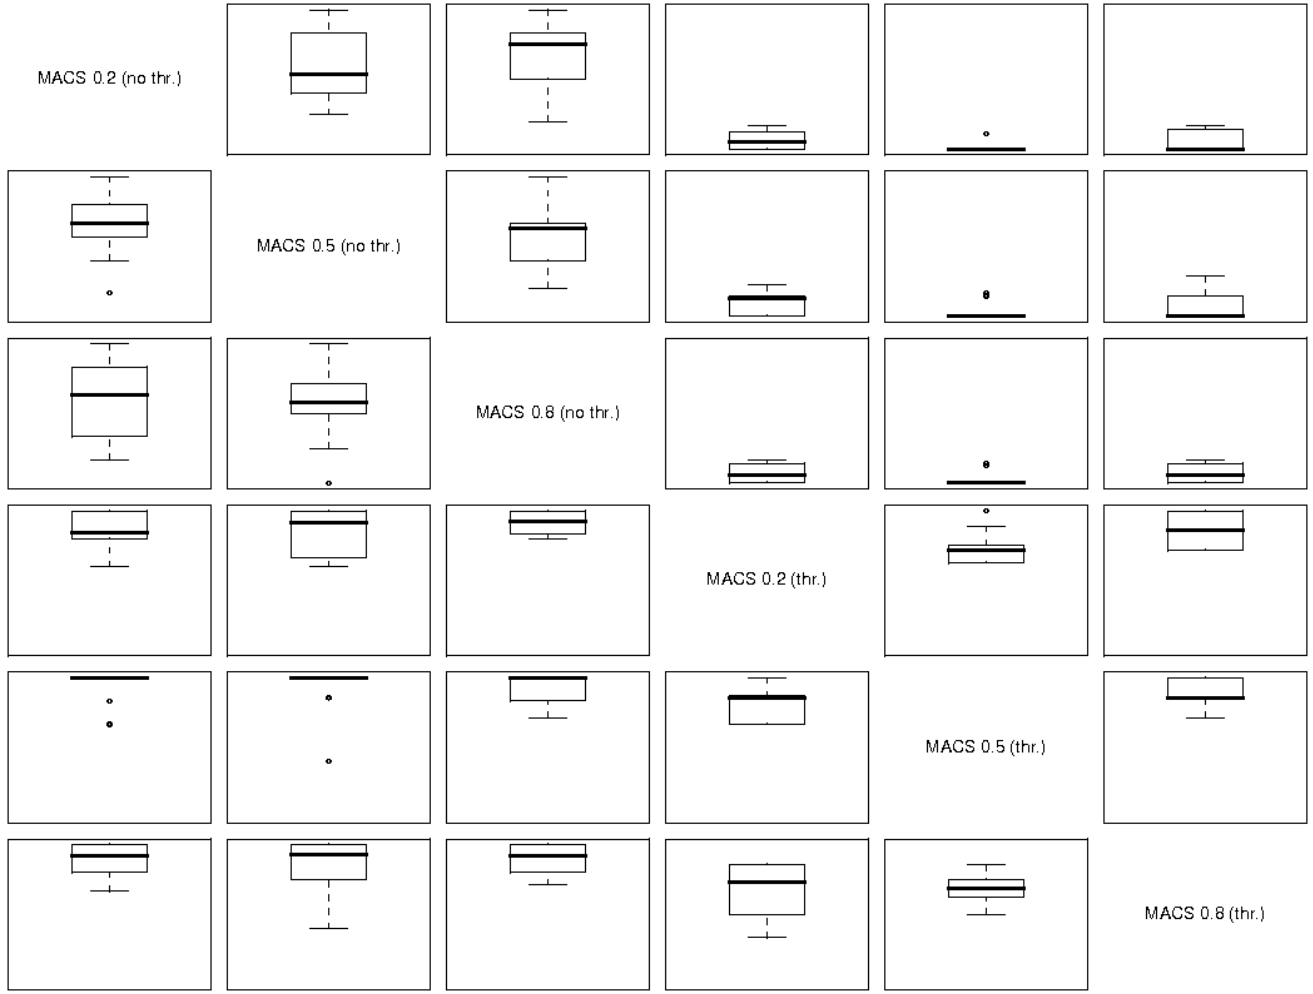 MACS 0.2 (no thr.)
MACS 0.5 (no thr.)
MACS 0.8 (no thr.)
MACS 0.2 (thr.)
MACS 0.5 (thr.)
MACS 0.8 (thr.)